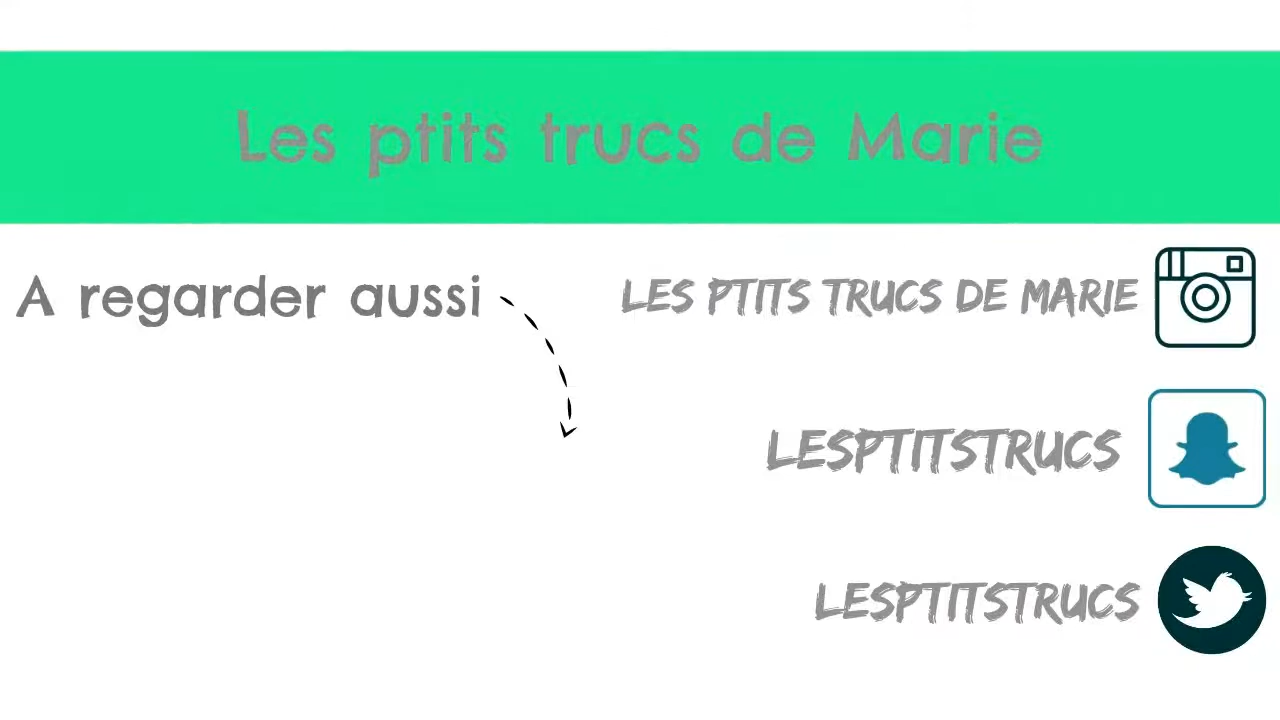 Les ptits trucs de Marie
A regarder aussi
LES PTITS TRUCS DE MARIE
LESPTITSTRUCS
LESPTITSTRUCS